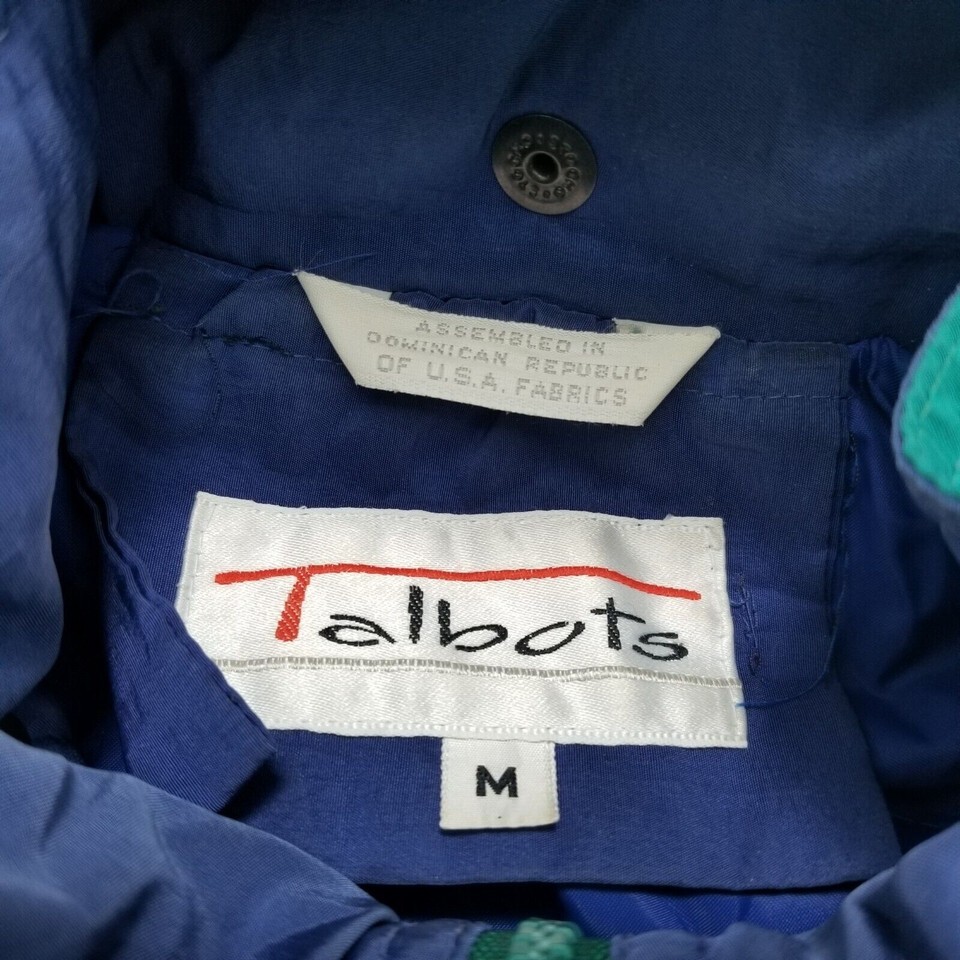 ASSEMBLED IN
DOMINICAN REPUBLIC
OF U.S.A. FABRICS
Talbots
M